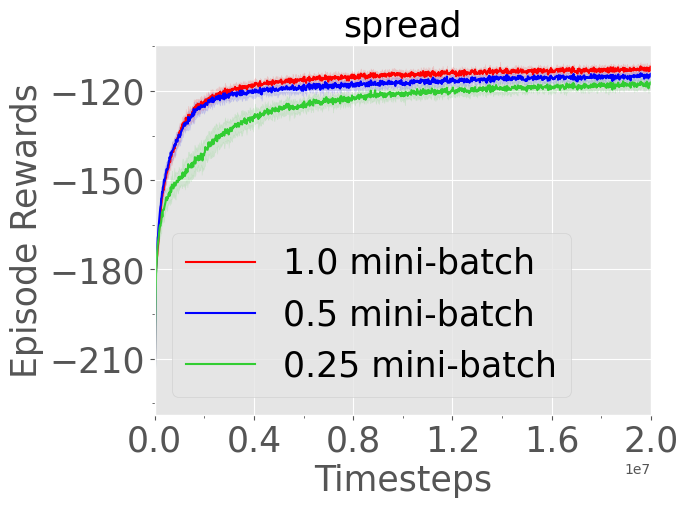 spread
Episode Rewards
−120
−150
−180
−210
1.0 mini-batch
0.5 mini-batch
0.25 mini-batch
0.0 0.4 0.8 1.2 1.6 2.0
1e7
Timesteps